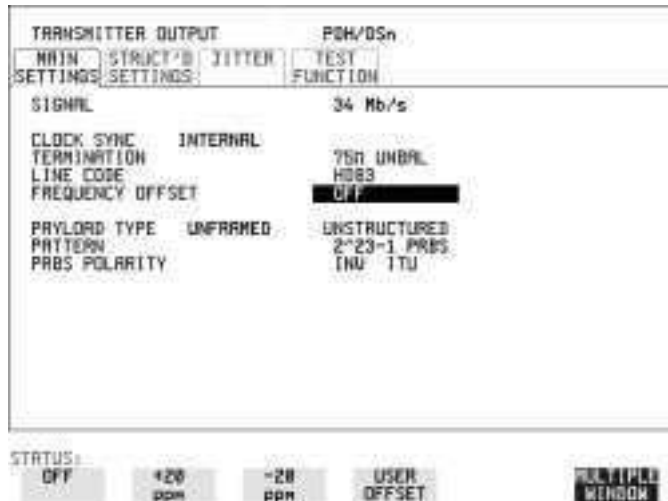 TRANSMITTER OUTPUT PDH/DSn
MAIN SETTINGS STRUCT'D SETTINGS JITTER TEST FUNCTION
SIGNAL 34 Mb/s
CLOCK SYNC INTERNAL
TERMINATION 75Ω UNBAL
LINE CODE HDB3
FREQUENCY OFFSET OFF
PAYLOAD TYPE UNFRAMED UNSTRUCTURED
PATTERN 2^23-1 PRBS
PRBS POLARITY INV ITU
STATUS:
OFF +20 ppm -20 ppm USER OFFSET MULTIPLE WINDOW